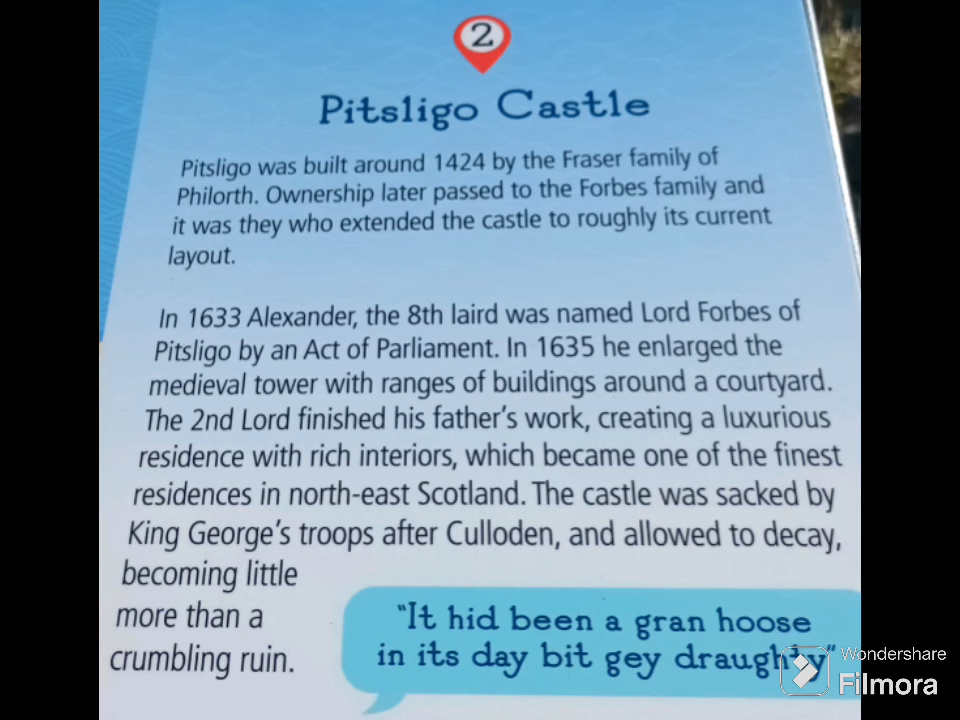 2
Pitsligo Castle
Pitsligo was built around 1424 by the Fraser family of
Philorth. Ownership later passed to the Forbes family and
it was they who extended the castle to roughly its current
layout.
In 1633 Alexander, the 8th laird was named Lord Forbes of
Pitsligo by an Act of Parliament. In 1635 he enlarged the
medieval tower with ranges of buildings around a courtyard.
The 2nd Lord finished his father's work, creating a luxurious
residence with rich interiors, which became one of the finest
residences in north-east Scotland. The castle was sacked by
King George's troops after Culloden, and allowed to decay,
becoming little
more than a
crumbling ruin.
"It hid been a gran hoose
in its day bit gey draughty"
Wondershare
Filmora